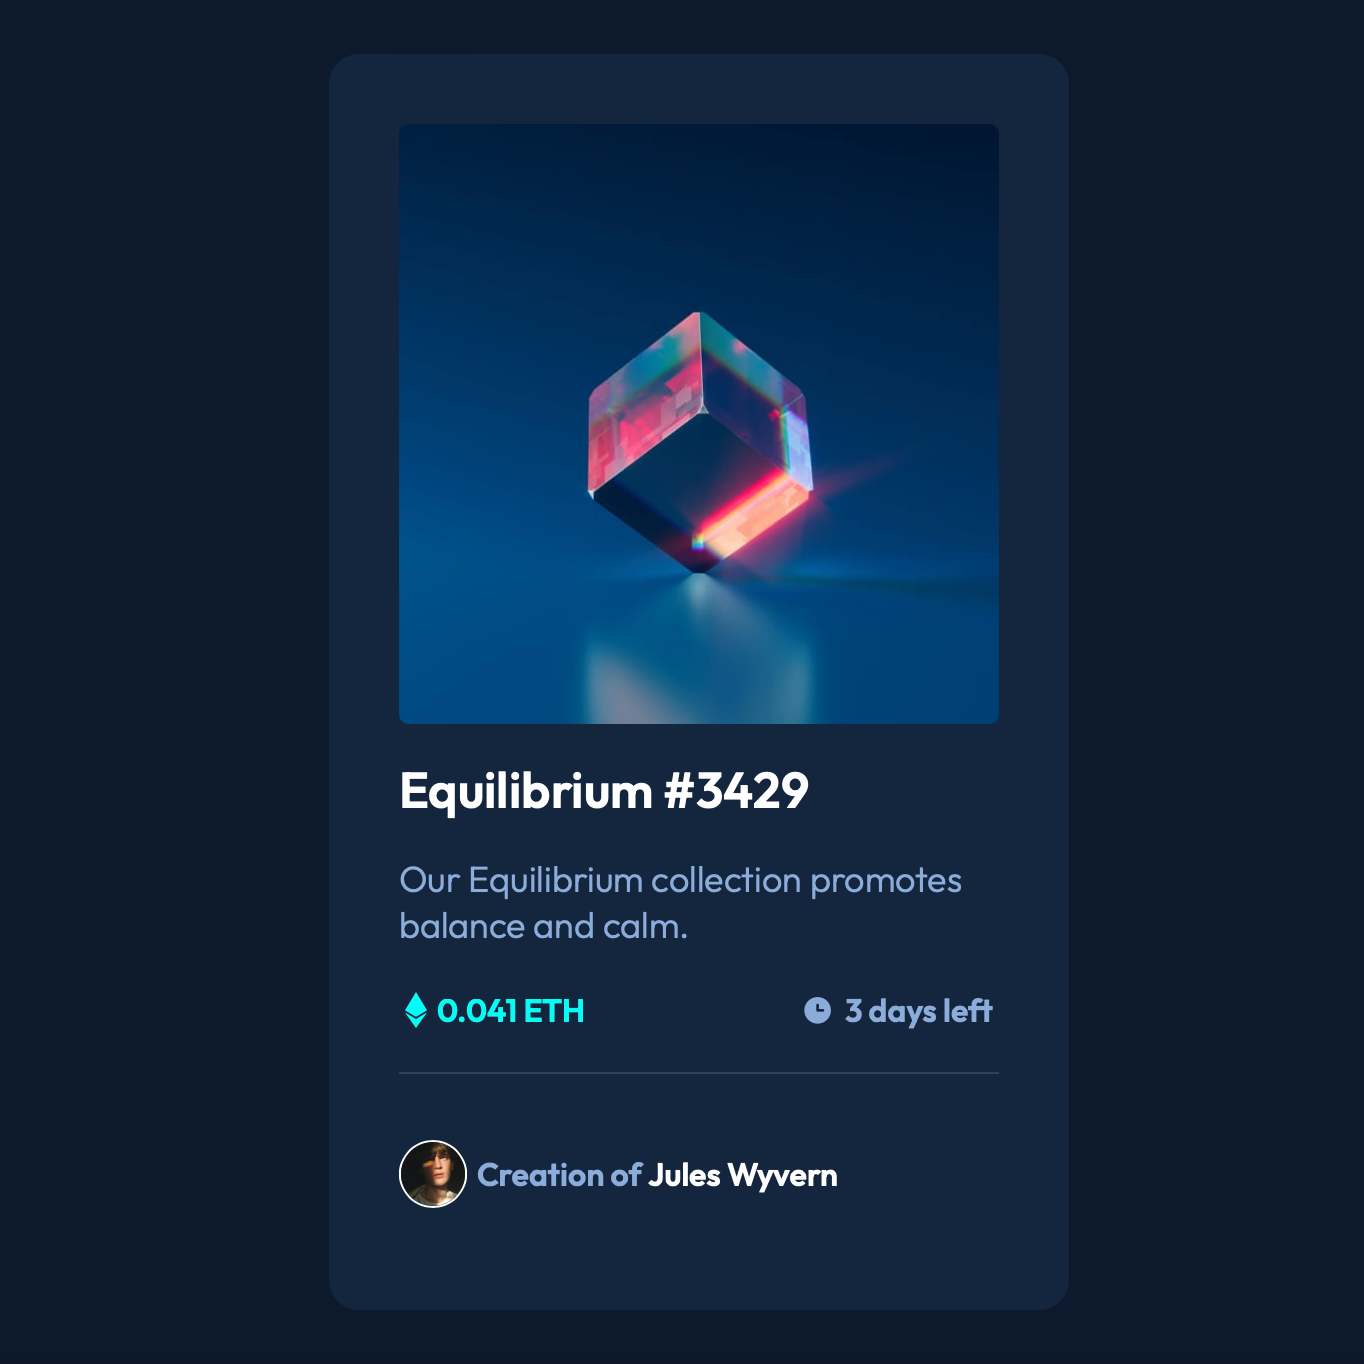 Equilibrium #3429
Our Equilibrium collection promotes
balance and calm.
0.041 ETH
3 days left
Creation of Jules Wyvern